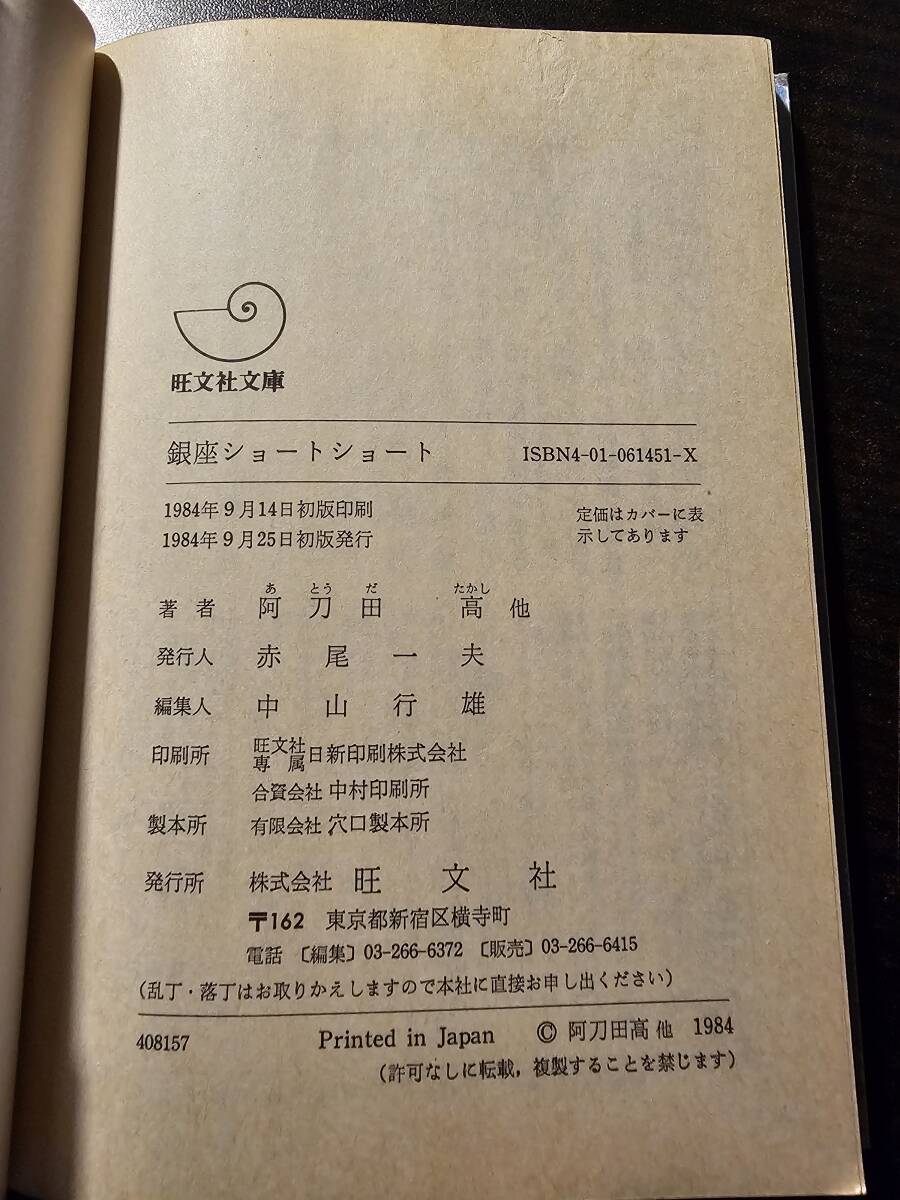 旺文社文庫
銀座ショートショート ISBN4-01-061451-X
1984年9月14日初版印刷
1984年9月25日初版発行
定価はカバーに表
示してあります
あ とう だ たかし
著者 阿刀田 高 他
発行人 赤尾一夫
編集人 中山行雄
印刷所 旺文社専属 日新印刷株式会社
合資会社 中村印刷所
製本所 有限会社 穴口製本所
発行所 株式会社 旺文社
〒162 東京都新宿区横寺町
電話〔編集〕03-266-6372〔販売〕03-266-6415
(乱丁・落丁はお取りかえしますので本社に直接お申し出ください)
408157 Printed in Japan © 阿刀田高 他 1984
(許可なしに転載,複製することを禁じます)